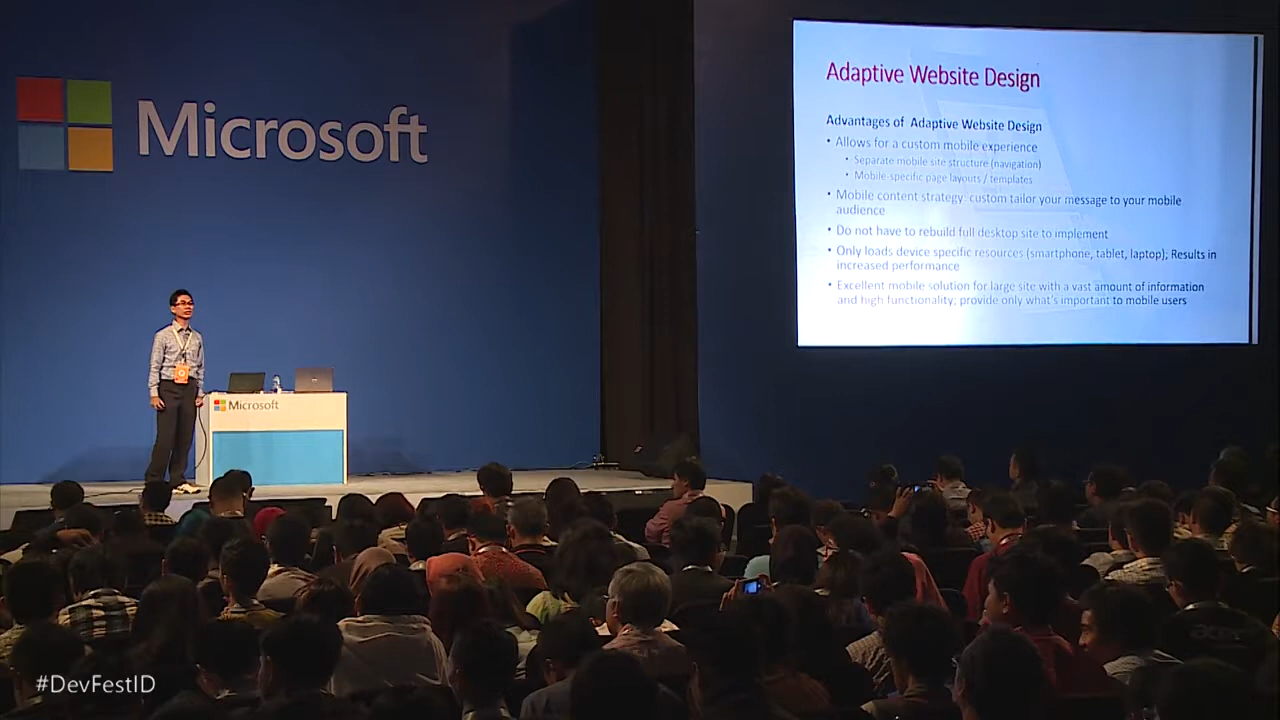 Microsoft
Adaptive Website Design
Advantages of Adaptive Website Design
• Allows for a custom mobile experience
• Separate mobile site structure (navigation)
• Mobile-specific page layouts / templates
• Mobile content strategy: custom tailor your message to your mobile
audience
• Do not have to rebuild full desktop site to implement
• Only loads device specific resources (smartphone, tablet, laptop); Results in
increased performance
• Excellent mobile solution for large site with a vast amount of information
and high functionality; provide only what's important to mobile users
Microsoft
acer
#DevFestID